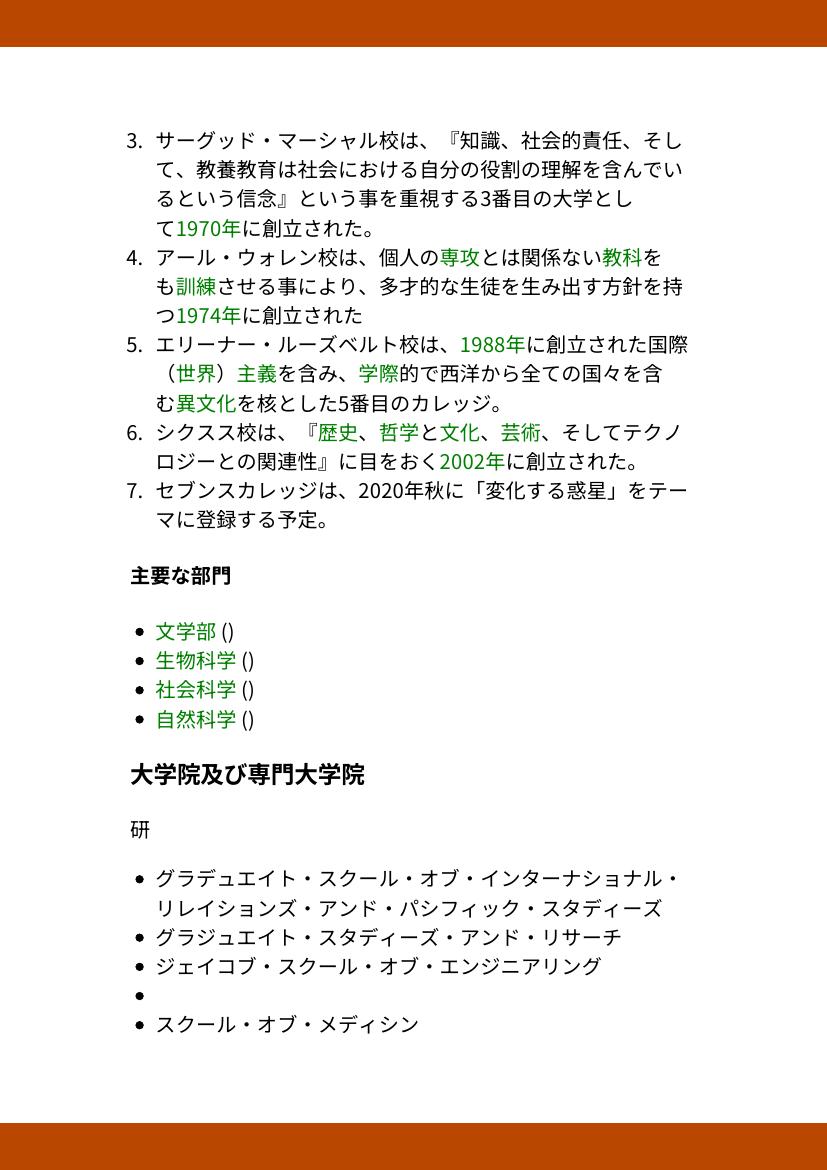 3. サーグッド・マーシャル校は、『知識、社会的責任、そし
て、教養教育は社会における自分の役割の理解を含んでい
るという信念』という事を重視する3番目の大学とし
て1970年に創立された。
4. アール・ウォレン校は、個人の専攻とは関係ない教科を
も訓練させる事により、多才的な生徒を生み出す方針を持
つ1974年に創立された
5. エリーナー・ルーズベルト校は、1988年に創立された国際
（世界）主義を含み、学際的で西洋から全ての国々を含
む異文化を核とした5番目のカレッジ。
6. シクスス校は、『歴史、哲学と文化、芸術、そしてテクノ
ロジーとの関連性』に目をおく2002年に創立された。
7. セブンスカレッジは、2020年秋に「変化する惑星」をテー
マに登録する予定。
主要な部門
• 文学部 ()
• 生物科学 ()
• 社会科学 ()
• 自然科学 ()
大学院及び専門大学院
研
• グラデュエイト・スクール・オブ・インターナショナル・
リレイションズ・アンド・パシフィック・スタディーズ
• グラジュエイト・スタディーズ・アンド・リサーチ
• ジェイコブ・スクール・オブ・エンジニアリング
•
• スクール・オブ・メディシン